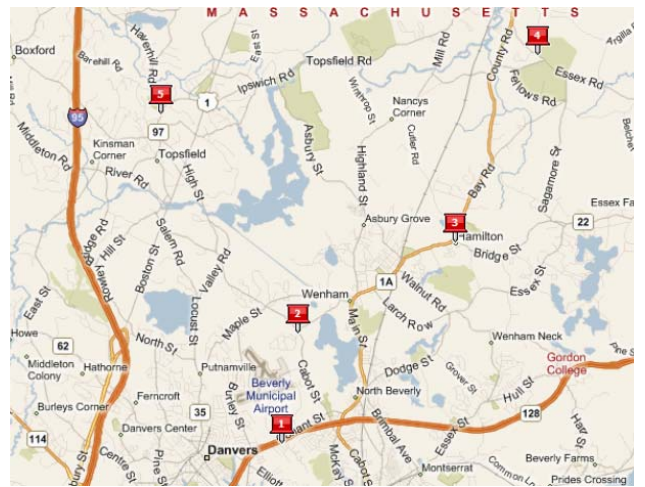 MASSACHUSETTS
Boxford
Barehill Rd
Haverhill Rd
Topsfield Rd
Mill Rd
County Rd
4
Argilla
Ipswich Rd
Essex Rd
Fellows Rd
5
1
Winthrop St
Nancys
Corner
95
97
Middleton Rd
Kinsman
Corner
Topsfield
Asbury St
Cutler Rd
River Rd
High St
Highland St
Bay Rd
Sagamore St
Essex Fa
Asbury Grove
3
22
Hamilton
Rowley Bridge Rd
Hill St
Salem Rd
Bridge St
Boston St
Valley Rd
1A
Walnut Rd
Essex St
East St
Locust St
Wenham
Larch Row
Maple St
2
Main St
Howe
62
North St
Wenham Neck
Middleton
Colony
Hathorne
Putnamville
Dodge St
Gordon
College
Cabot St
Grover St
Beverly
Municipal
Airport
Hull St
Burley St
North Beverly
Ferncroft
Burleys Corner
35
128
Hart St
1
Brimbal Ave
Essex St
114
Danvers Center
Danvers
Centre St
Pine St
McKay St
Cabot St
Montserrat
Beverly Farms
Elliott
Common
Prides Crossing